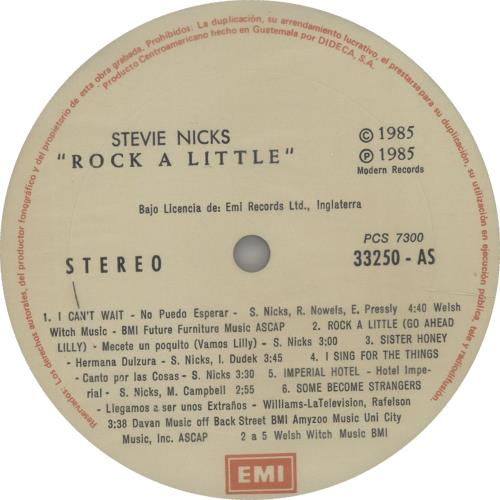 Reservados: Los derechos autorales, del productor fonográfico y del propietario de esta obra grabada. Prohibidos: La duplicación, su arrendamiento lucrativo, el prestarse para su duplicación, su utilización en ejecución pública, tele y radiodifusión.
Producto Centroamericano hecho en Guatemala por DIDECA, S.A.
STEVIE NICKS
"ROCK A LITTLE"
© 1985
℗ 1985
Modern Records
Bajo Licencia de: Emi Records Ltd., Inglaterra
PCS 7300
STEREO
33250 - AS
1. I CAN'T WAIT - No Puedo Esperar - S. Nicks, R. Nowels, E. Pressly 4:40 Welsh
Witch Music - BMI Future Furniture Music ASCAP 2. ROCK A LITTLE (GO AHEAD
LILLY) - Mecete un poquito (Vamos Lilly) - S. Nicks 3:00 3. SISTER HONEY
- Hermana Dulzura - S. Nicks, l. Dudek 3:45 4. I SING FOR THE THINGS
- Canto por las Cosas - S. Nicks 3:30 5. IMPERIAL HOTEL - Hotel Impe-
rial - S. Nicks, M. Campbell 2:55 6. SOME BECOME STRANGERS
- Llegamos a ser unos Extraños - Williams-LaTelevision, Rafelson
3:38 Davan Music off Back Street BMI Amyzoo Music Uni City
Music, Inc. ASCAP 2 a 5 Welsh Witch Music BMI
EMI